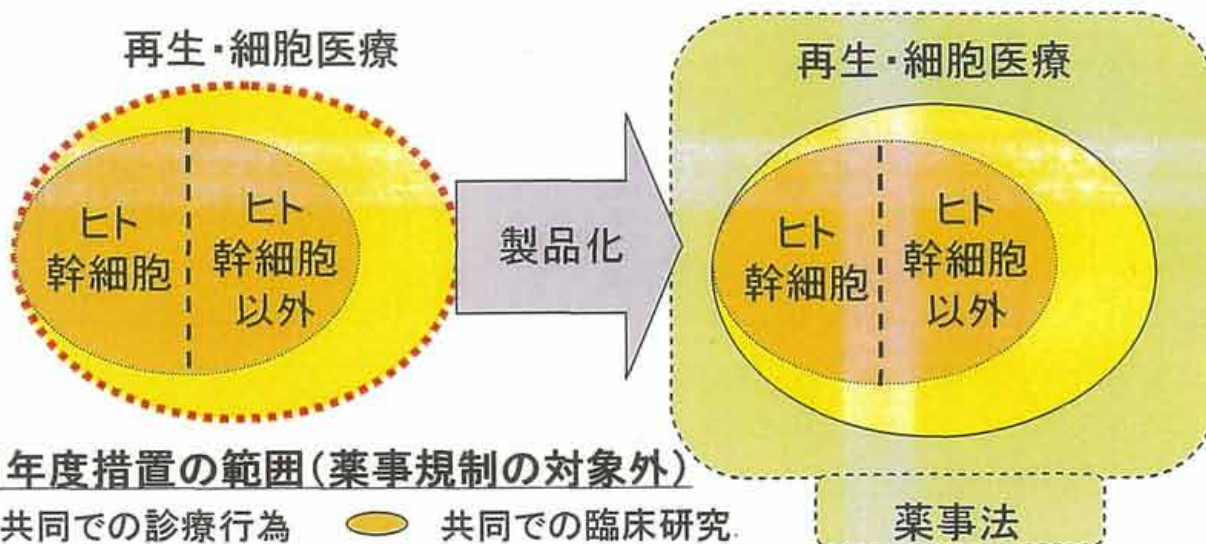 再生・細胞医療
再生・細胞医療
ヒト
幹細胞
ヒト
幹細胞
以外
製品化
ヒト
幹細胞
ヒト
幹細胞
以外
年度措置の範囲(薬事規制の対象外)
共同での診療行為
共同での臨床研究
薬事法